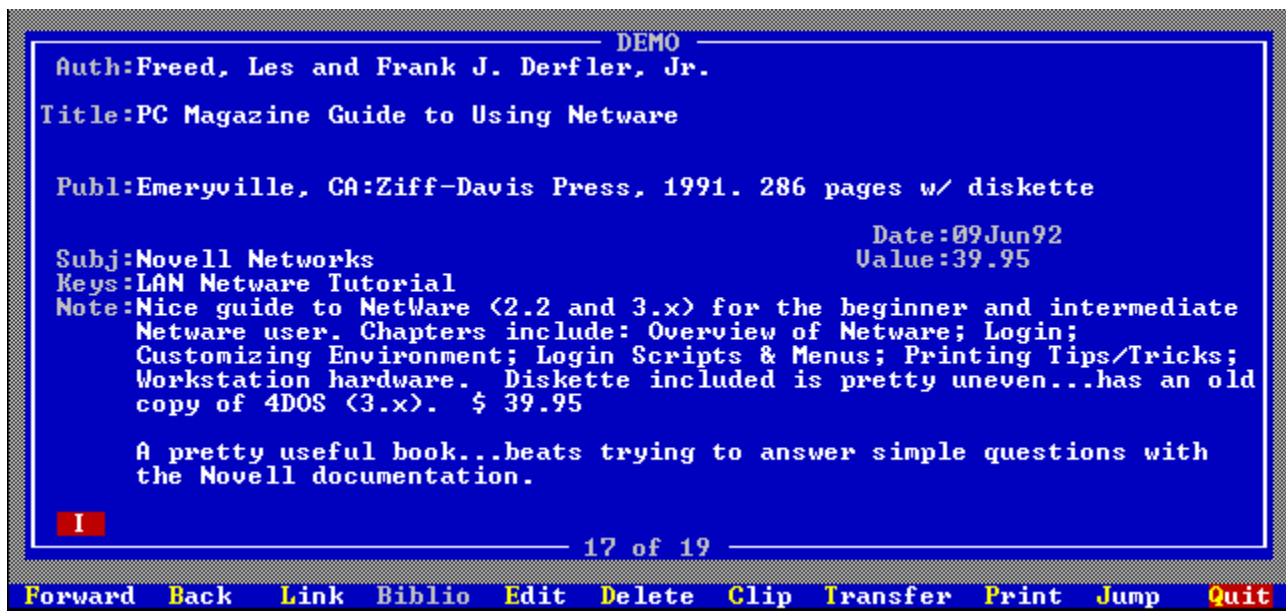 DEMO
Auth:Freed, Les and Frank J. Derfler, Jr.
Title:PC Magazine Guide to Using Netware
Publ:Emeryville, CA:Ziff-Davis Press, 1991. 286 pages w/ diskette
Date:09Jun92
Subj:Novell Networks Value:39.95
Keys:LAN Netware Tutorial
Note:Nice guide to NetWare (2.2 and 3.x) for the beginner and intermediate
Netware user. Chapters include: Overview of Netware; Login;
Customizing Environment; Login Scripts & Menus; Printing Tips/Tricks;
Workstation hardware. Diskette included is pretty uneven...has an old
copy of 4DOS (3.x). $ 39.95
A pretty useful book...beats trying to answer simple questions with
the Novell documentation.
I
17 of 19
Forward Back Link Biblio Edit Delete Clip Transfer Print Jump Quit